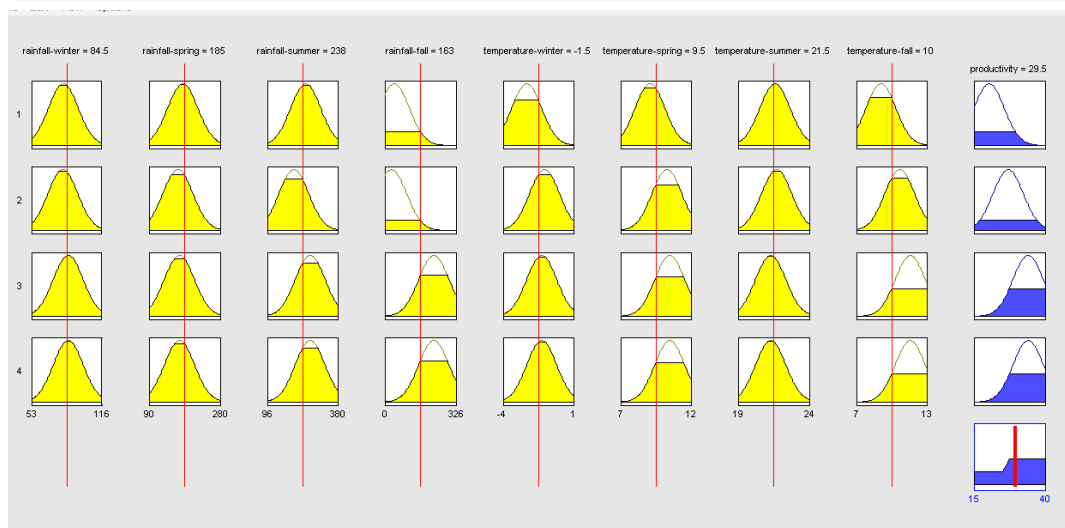 rainfall-winter = 84.5 rainfall-spring = 185 rainfall-summer = 238 rainfall-fall = 163 temperature-winter = -1.5 temperature-spring = 9.5 temperature-summer = 21.5 temperature-fall = 10
productivity = 29.5
1
2
3
4
53 116 90 280 96 380 0 326 -4 1 7 12 19 24 7 13
15 40